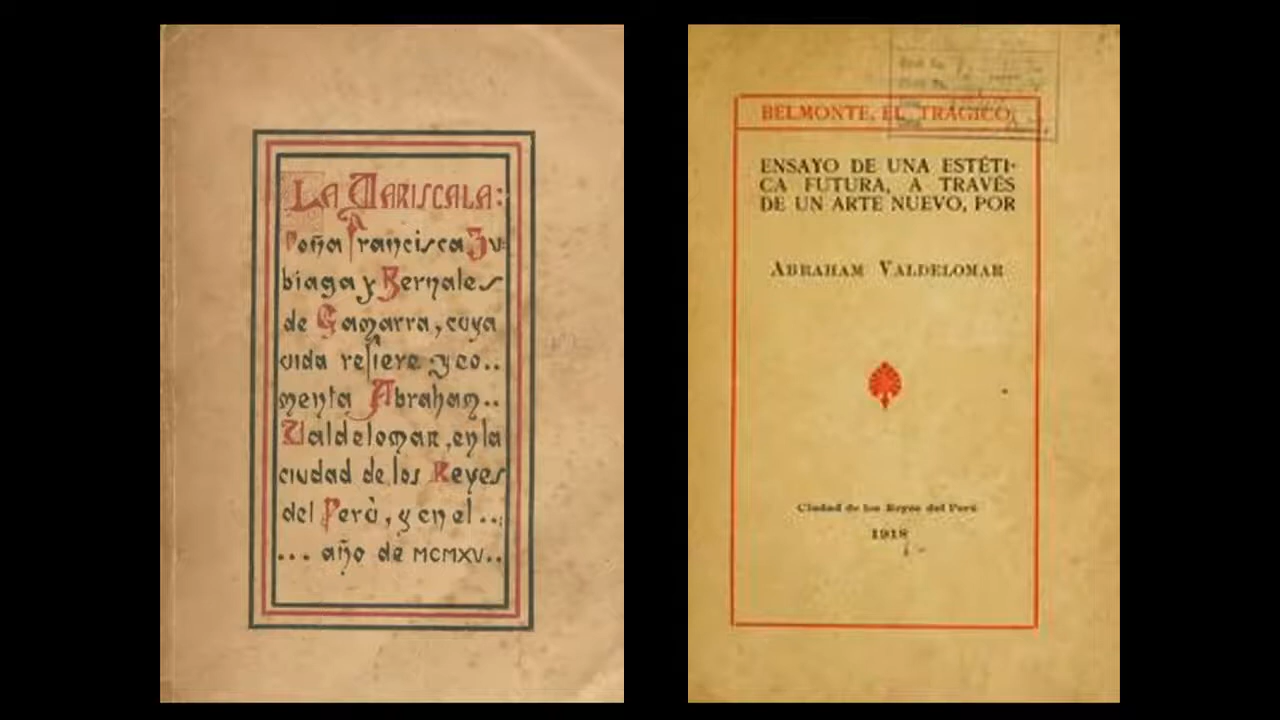 LA MARISCALA:
Doña Francisca Zu-
biaga y Bernales
de Gamarra, cuya
vida refiere y co..
menta Abraham..
Valdelomar, en la
ciudad de los Reyes
del Perù, y en el ...
... año de MCMXV..
BELMONTE, EL TRAGICO.
ENSAYO DE UNA ESTÉTI-
CA FUTURA, A TRAVÉS
DE UN ARTE NUEVO, POR
ABRAHAM VALDELOMAR
Ciudad de los Reyes del Perú
1918